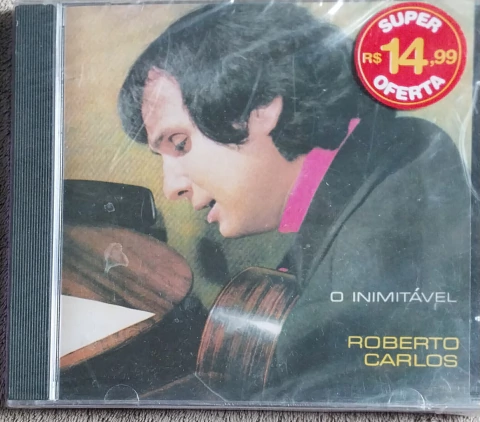 SUPER
R$ 14,99
OFERTA
O INIMITÁVEL
ROBERTO
CARLOS